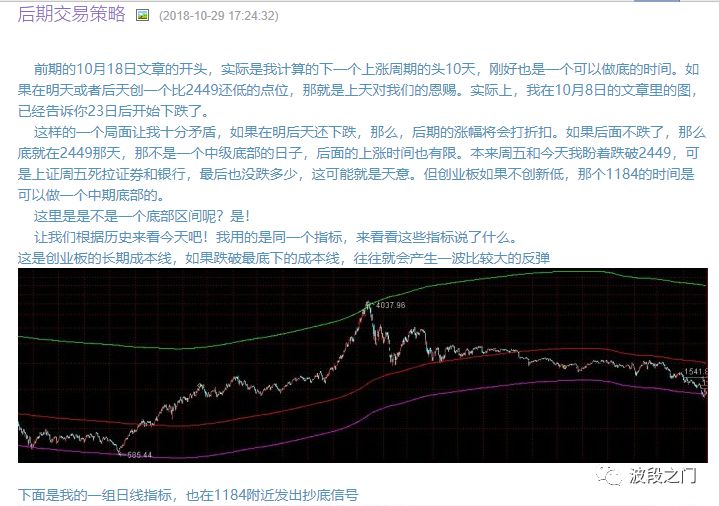 后期交易策略 (2018-10-29 17:24:32)
前期的10月18日文章的开头，实际是我计算的下一个上涨周期的头10天，刚好也是一个可以做底的时间。如
果在明天或者后天创一个比2449还低的点位，那就是上天对我们的恩赐。实际上，我在10月8日的文章里的图，
已经告诉你23日后开始下跌了。
这样的一个局面让我十分矛盾，如果在明后天还下跌，那么，后期的涨幅将会打折扣。如果后面不跌了，那么
底就在2449那天，那不是一个中级底部的日子，后面的上涨时间也有限。本来周五和今天我盼着跌破2449，可
是上证周五死拉证券和银行，最后也没跌多少，这可能就是天意。但创业板如果不创新低，那个1184的时间是
可以做一个中期底部的。
这里是是不是一个底部区间呢？是！
让我们根据历史来看今天吧！我用的是同一个指标，来看看这些指标说了什么。
这是创业板的长期成本线，如果跌破最底下的成本线，往往就会产生一波比较大的反弹
4037.96
1541.8
585.44
波段之门
下面是我的一组日线指标，也在1184附近发出抄底信号